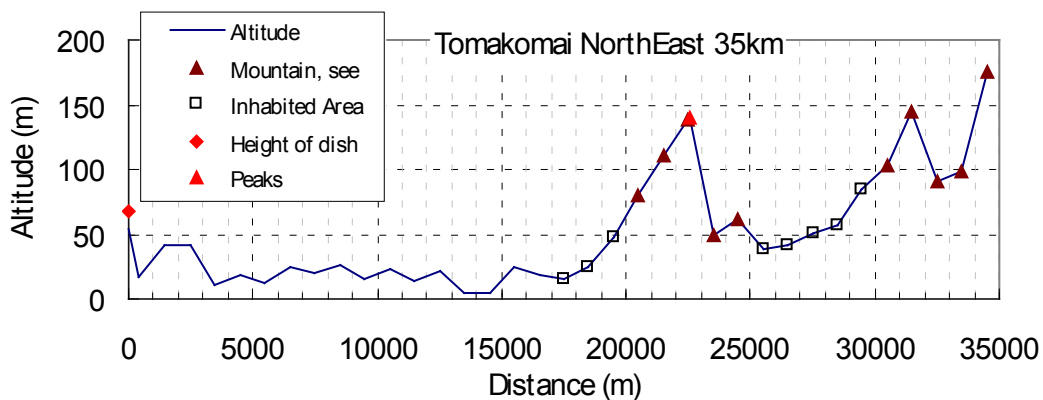 Tomakomai NorthEast 35km
Altitude
Mountain, see
Inhabited Area
Height of dish
Peaks
Altitude (m)
200
150
100
50
0
0 5000 10000 15000 20000 25000 30000 35000
Distance (m)